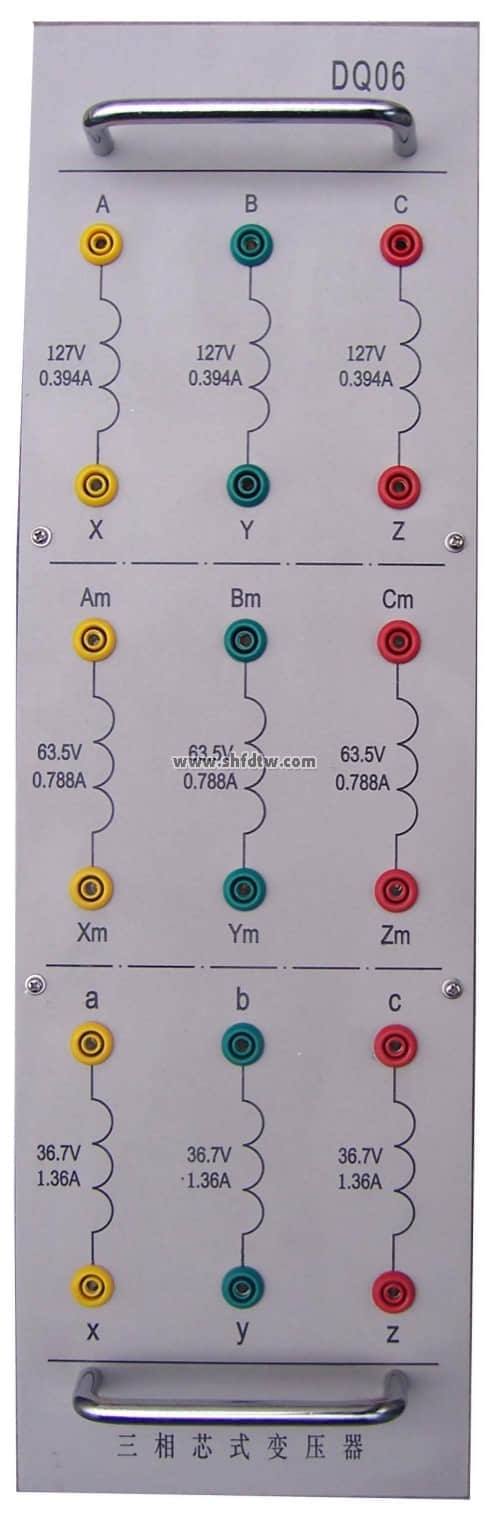 DQ06
A B C
127V 127V 127V
0.394A 0.394A 0.394A
X Y Z
Am Bm Cm
63.5V 63.5V 63.5V
www.shfdtw.com
0.788A 0.788A 0.788A
Xm Ym Zm
a b c
36.7V 36.7V 36.7V
1.36A 1.36A 1.36A
x y z
三相芯式变压器